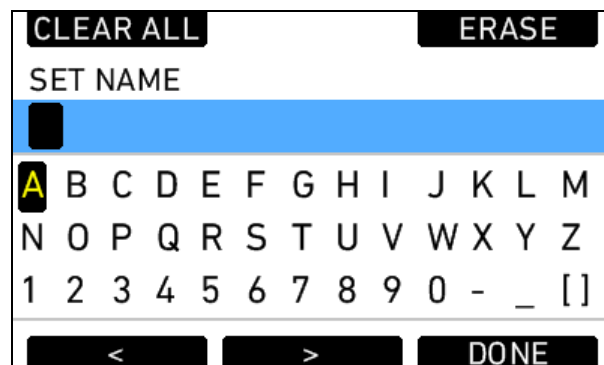 CLEAR ALL ERASE
SET NAME
A B C D E F G H I J K L M
N O P Q R S T U V W X Y Z
1 2 3 4 5 6 7 8 9 0 - _ [ ]
< > DONE